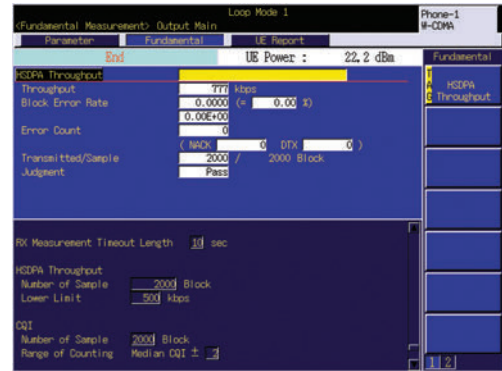 Loop Mode 1
Phone-1
W-CDMA
<Fundamental Measurement> Output Main
Parameter Fundamental UE Report
End UE Power : 22.2 dBm Fundamental
HSDPA Throughput
Throughput 777 kbps
Block Error Rate 0.0000 (= 0.00 %)
0.00E+00
Error Count 0
( NACK 0 DTX 0 )
Transmitted/Sample 2000 / 2000 Block
Judgment Pass
TAG
HSDPA
Throughput
RX Measurement Timeout Length 10 sec
HSDPA Throughput
Number of Sample 2000 Block
Lower Limit 500 kbps
CQI
Number of Sample 2000 Block
Range of Counting Median CQI ± 2
1 2